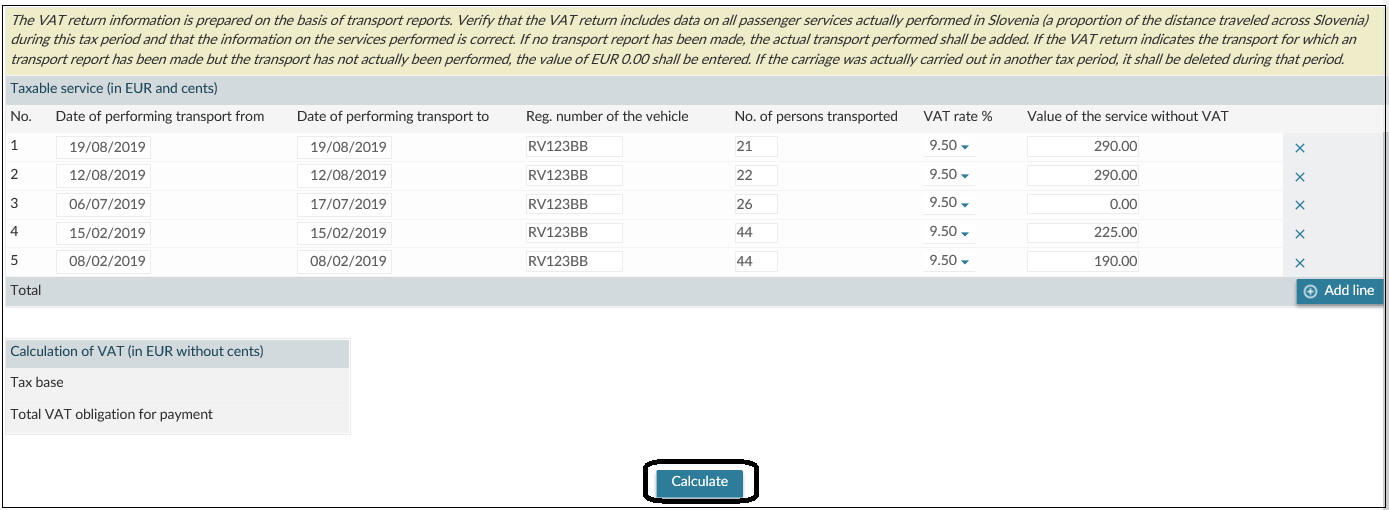 The VAT return information is prepared on the basis of transport reports. Verify that the VAT return includes data on all passenger services actually performed in Slovenia (a proportion of the distance traveled across Slovenia)
during this tax period and that the information on the services performed is correct. If no transport report has been made, the actual transport performed shall be added. If the VAT return indicates the transport for which an
transport report has been made but the transport has not actually been performed, the value of EUR 0.00 shall be entered. If the carriage was actually carried out in another tax period, it shall be deleted during that period.
Taxable service (in EUR and cents)
No. Date of performing transport from Date of performing transport to Reg. number of the vehicle No. of persons transported VAT rate % Value of the service without VAT
1 19/08/2019 19/08/2019 RV123BB 21 9.50 290.00
2 12/08/2019 12/08/2019 RV123BB 22 9.50 290.00
3 06/07/2019 17/07/2019 RV123BB 26 9.50 0.00
4 15/02/2019 15/02/2019 RV123BB 44 9.50 225.00
5 08/02/2019 08/02/2019 RV123BB 44 9.50 190.00
Total Add line
Calculation of VAT (in EUR without cents)
Tax base
Total VAT obligation for payment
Calculate